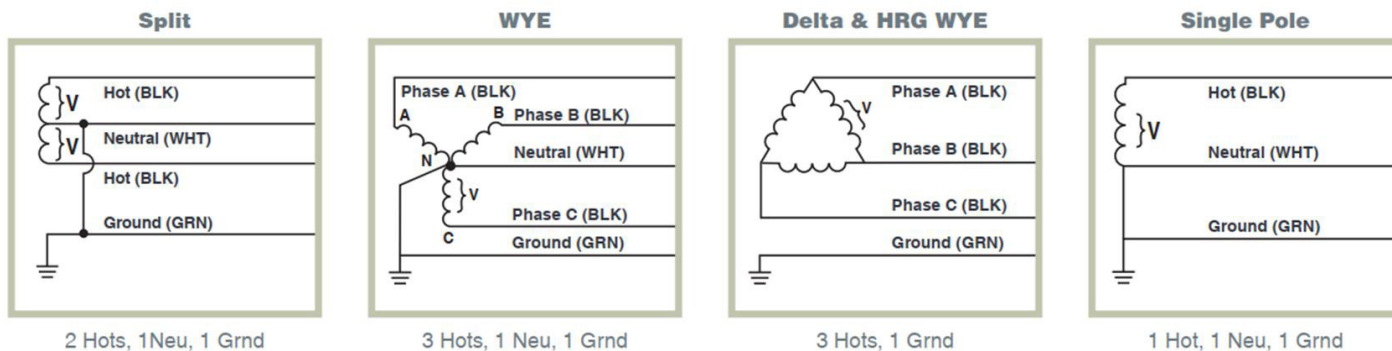 Split
V
Hot (BLK)
V
Neutral (WHT)
Hot (BLK)
Ground (GRN)
2 Hots, 1Neu, 1 Grnd
WYE
Phase A (BLK)
A
B
Phase B (BLK)
N
Neutral (WHT)
V
Phase C (BLK)
C
Ground (GRN)
3 Hots, 1 Neu, 1 Grnd
Delta & HRG WYE
V
Phase A (BLK)
Phase B (BLK)
Phase C (BLK)
Ground (GRN)
3 Hots, 1 Grnd
Single Pole
Hot (BLK)
V
Neutral (WHT)
Ground (GRN)
1 Hot, 1 Neu, 1 Grnd